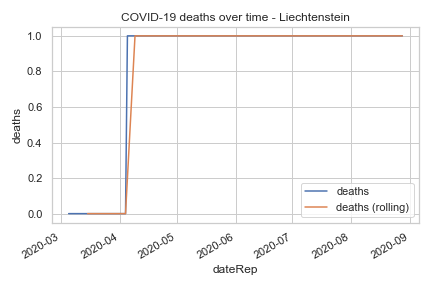 COVID-19 deaths over time - Liechtenstein
1.0
0.8
0.6
0.4
0.2
0.0
deaths
deaths
deaths (rolling)
2020-03
2020-04
2020-05
2020-06
2020-07
2020-08
2020-09
dateRep